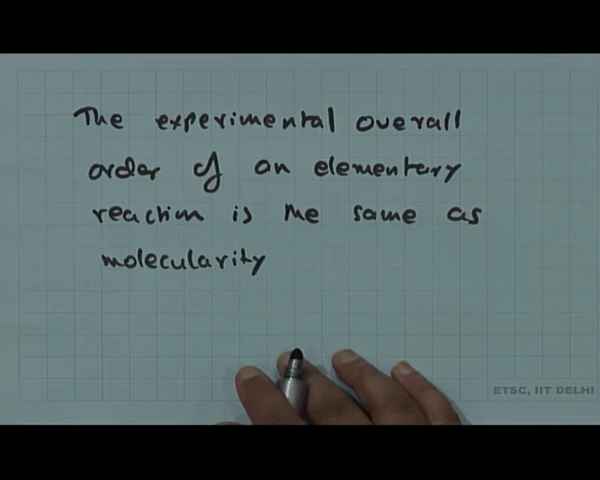 The experimental overall
order of an elementary
reaction is the same as
molecularity
ETSC, IIT DELHI